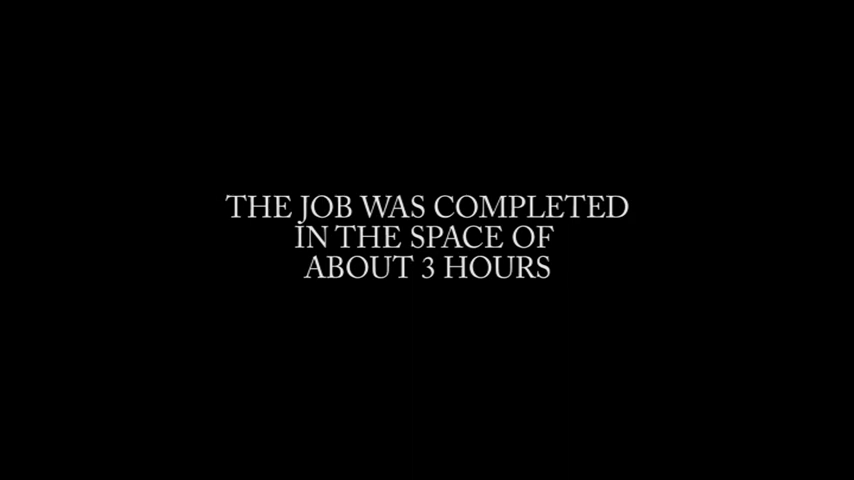 THE JOB WAS COMPLETED
IN THE SPACE OF
ABOUT 3 HOURS